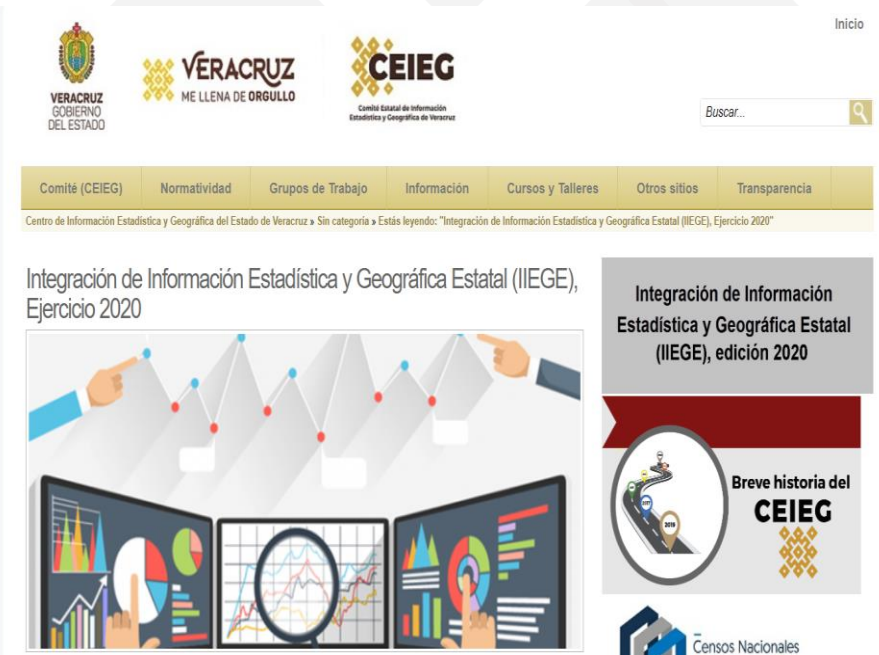 Inicio
VERACRUZ
GOBIERNO
DEL ESTADO
VERACRUZ
ME LLENA DE ORGULLO
CEIEG
Comité Estatal de Información
Estadística y Geográfica de Veracruz
Buscar...
Comité (CEIEG) Normatividad Grupos de Trabajo Información Cursos y Talleres Otros sitios Transparencia
Centro de Información Estadística y Geográfica del Estado de Veracruz » Sin categoría » Estás leyendo: "Integración de Información Estadística y Geográfica Estatal (IIEGE), Ejercicio 2020"
Integración de Información Estadística y Geográfica Estatal (IIEGE),
Ejercicio 2020
Integración de Información
Estadística y Geográfica Estatal
(IIEGE), edición 2020
2019
Breve historia del
CEIEG
Censos Nacionales